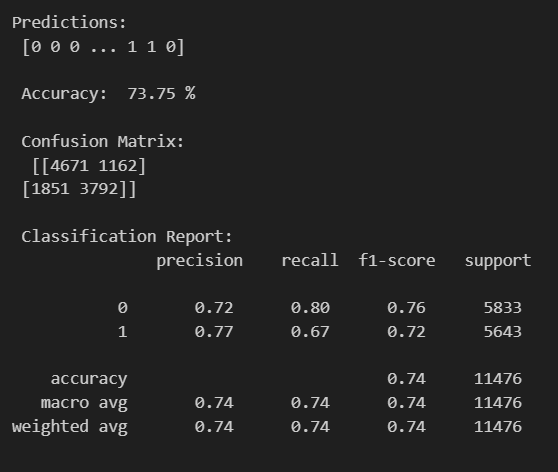 Predictions:
[0 0 0 ... 1 1 0]
Accuracy:  73.75 %
Confusion Matrix:
[[4671 1162]
[1851 3792]]
Classification Report:
precision recall f1-score support
0 0.72 0.80 0.76 5833
1 0.77 0.67 0.72 5643
accuracy 0.74 11476
macro avg 0.74 0.74 0.74 11476
weighted avg 0.74 0.74 0.74 11476